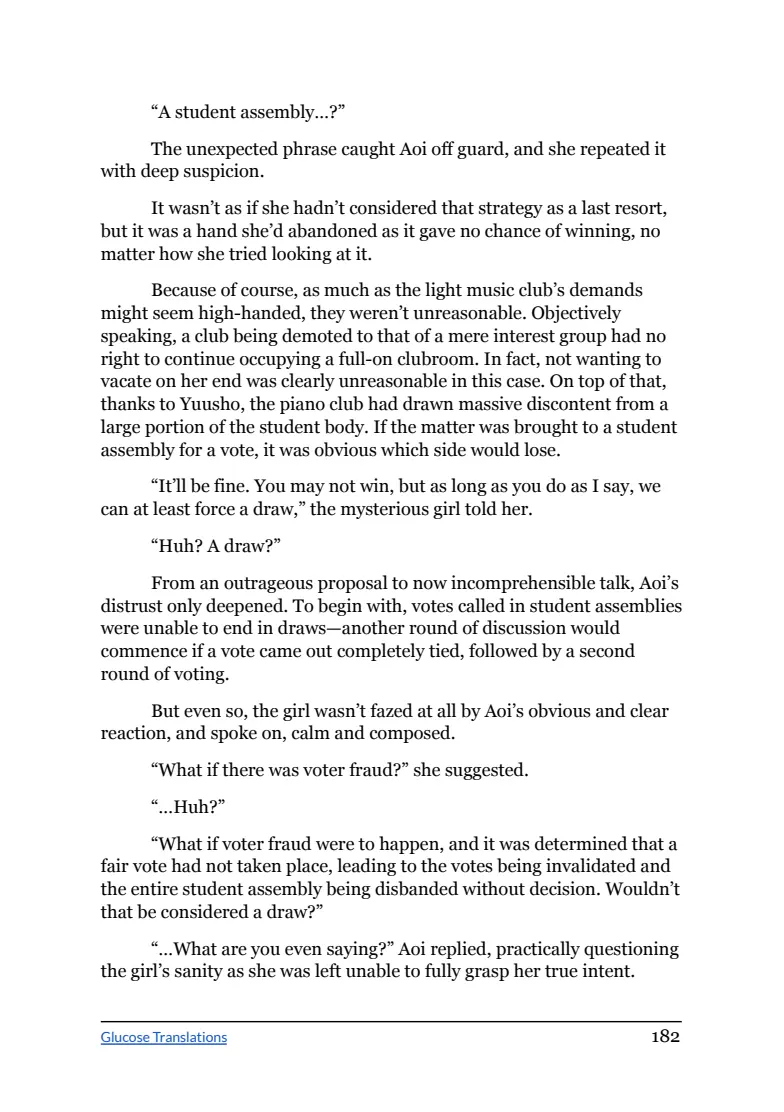 “A student assembly…?”
The unexpected phrase caught Aoi off guard, and she repeated it
with deep suspicion.
It wasn’t as if she hadn’t considered that strategy as a last resort,
but it was a hand she’d abandoned as it gave no chance of winning, no
matter how she tried looking at it.
Because of course, as much as the light music club’s demands
might seem high-handed, they weren’t unreasonable. Objectively
speaking, a club being demoted to that of a mere interest group had no
right to continue occupying a full-on clubroom. In fact, not wanting to
vacate on her end was clearly unreasonable in this case. On top of that,
thanks to Yuusho, the piano club had drawn massive discontent from a
large portion of the student body. If the matter was brought to a student
assembly for a vote, it was obvious which side would lose.
“It’ll be fine. You may not win, but as long as you do as I say, we
can at least force a draw,” the mysterious girl told her.
“Huh? A draw?”
From an outrageous proposal to now incomprehensible talk, Aoi’s
distrust only deepened. To begin with, votes called in student assemblies
were unable to end in draws—another round of discussion would
commence if a vote came out completely tied, followed by a second
round of voting.
But even so, the girl wasn’t fazed at all by Aoi’s obvious and clear
reaction, and spoke on, calm and composed.
“What if there was voter fraud?” she suggested.
“…Huh?”
“What if voter fraud were to happen, and it was determined that a
fair vote had not taken place, leading to the votes being invalidated and
the entire student assembly being disbanded without decision. Wouldn’t
that be considered a draw?”
“…What are you even saying?” Aoi replied, practically questioning
the girl’s sanity as she was left unable to fully grasp her true intent.
Glucose Translations 182